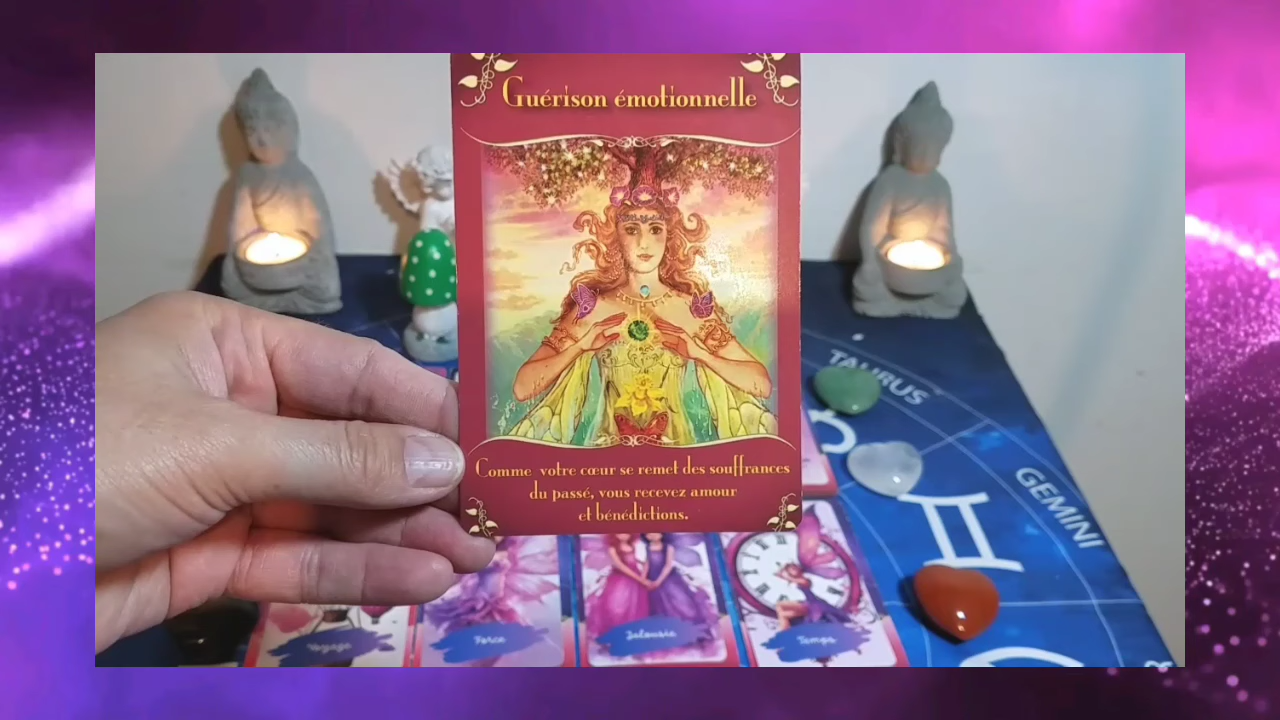 Guérison émotionnelle
Comme votre cœur se remet des souffrances
du passé, vous recevez amour
et bénédictions.
TAURUS
GEMINI
Voyage
Force
Jalousie
Temps